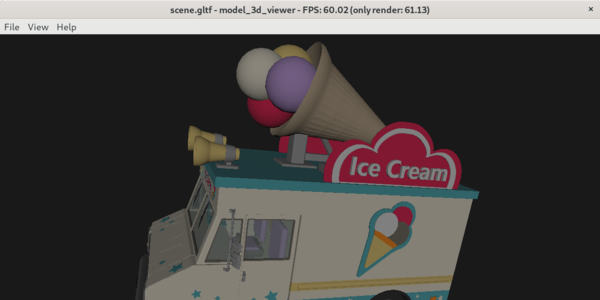 scene.gltf - model_3d_viewer - FPS: 60.02 (only render: 61.13)
File View Help
Ice Cream